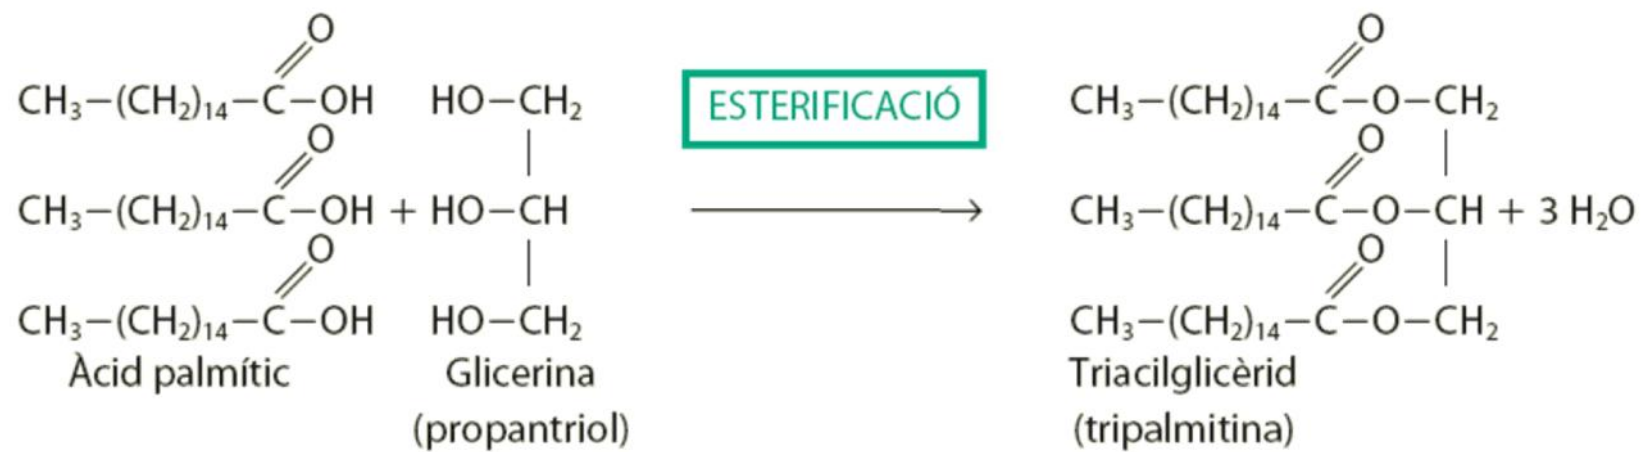 O O
CH₃–(CH₂)₁₄–C–OH HO–CH₂ ESTERIFICACIÓ CH₃–(CH₂)₁₄–C–O–CH₂
O O
CH₃–(CH₂)₁₄–C–OH + HO–CH CH₃–(CH₂)₁₄–C–O–CH + 3 H₂O
O O
CH₃–(CH₂)₁₄–C–OH HO–CH₂ CH₃–(CH₂)₁₄–C–O–CH₂
Àcid palmític Glicerina Triacilglicèrid
(propantriol) (tripalmitina)